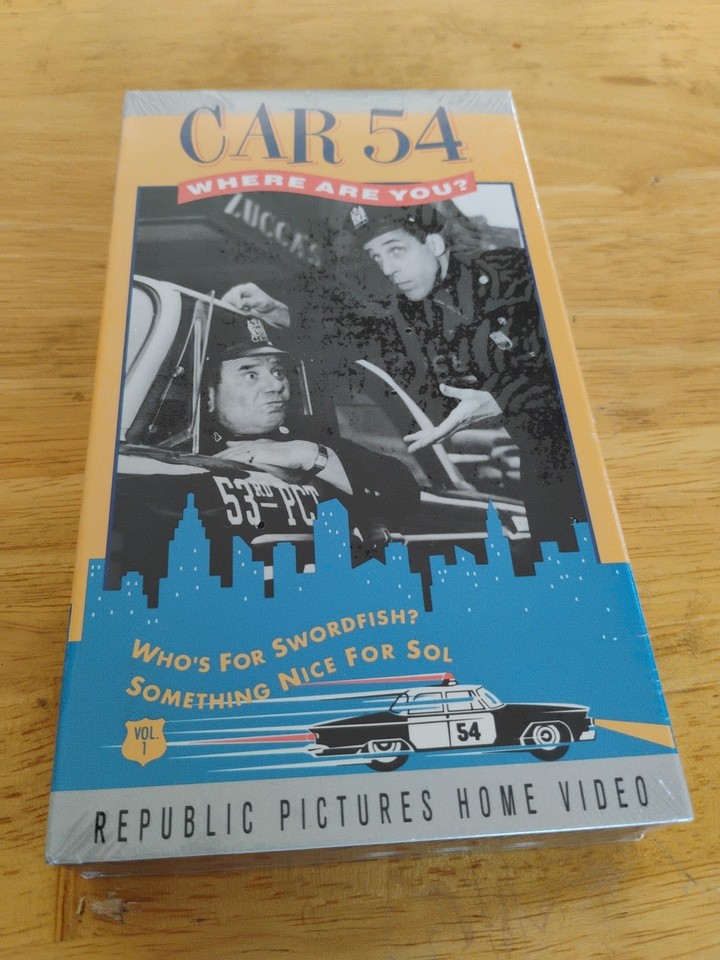 CAR 54
WHERE ARE YOU?
LUCCA'S
53RD PCT
WHO'S FOR SWORDFISH?
SOMETHING NICE FOR SOL
VOL. 1
54
REPUBLIC PICTURES HOME VIDEO